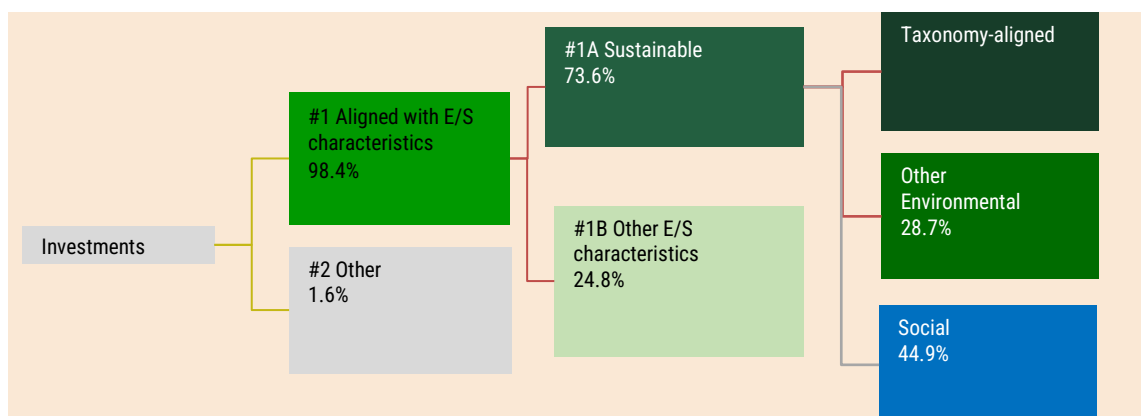 Investments
#1 Aligned with E/S
characteristics
98.4%
#2 Other
1.6%
#1A Sustainable
73.6%
#1B Other E/S
characteristics
24.8%
Taxonomy-aligned
Other
Environmental
28.7%
Social
44.9%